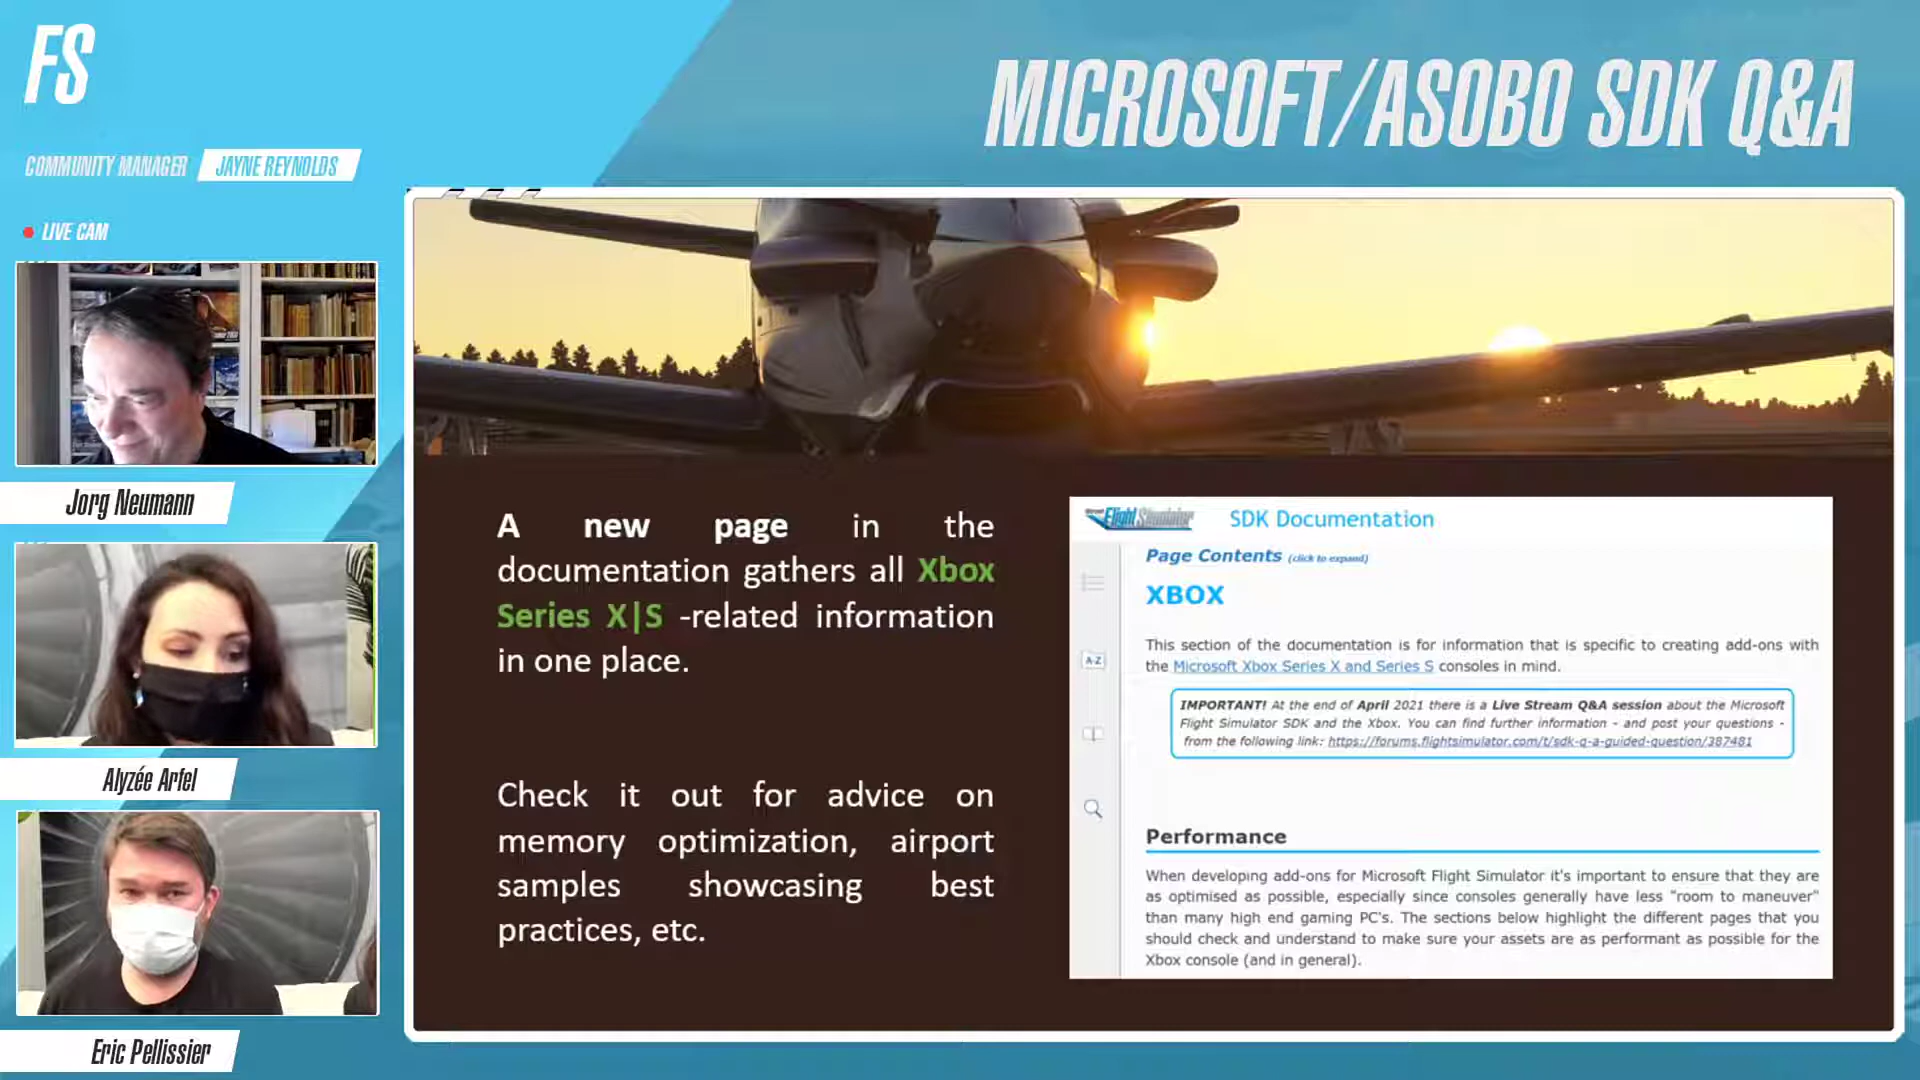 FS
MICROSOFT/ASOBO SDK Q&A
COMMUNITY MANAGER JAYNE REYNOLDS
LIVE CAM
Jorg Neumann
Alyzée Arfel
Eric Pellissier
A new page in the
documentation gathers all Xbox
Series X|S -related information
in one place.
Check it out for advice on
memory optimization, airport
samples showcasing best
practices, etc.
Flight Simulator
SDK Documentation
Page Contents (click to expand)
XBOX
This section of the documentation is for information that is specific to creating add-ons with
the Microsoft Xbox Series X and Series S consoles in mind.
IMPORTANT! At the end of April 2021 there is a Live Stream Q&A session about the Microsoft
Flight Simulator SDK and the Xbox. You can find further information - and post your questions -
from the following link: https://forums.flightsimulator.com/t/sdk-q-a-guided-question/387481
A-Z
Performance
When developing add-ons for Microsoft Flight Simulator it's important to ensure that they are
as optimised as possible, especially since consoles generally have less "room to maneuver"
than many high end gaming PC's. The sections below highlight the different pages that you
should check and understand to make sure your assets are as performant as possible for the
Xbox console (and in general).